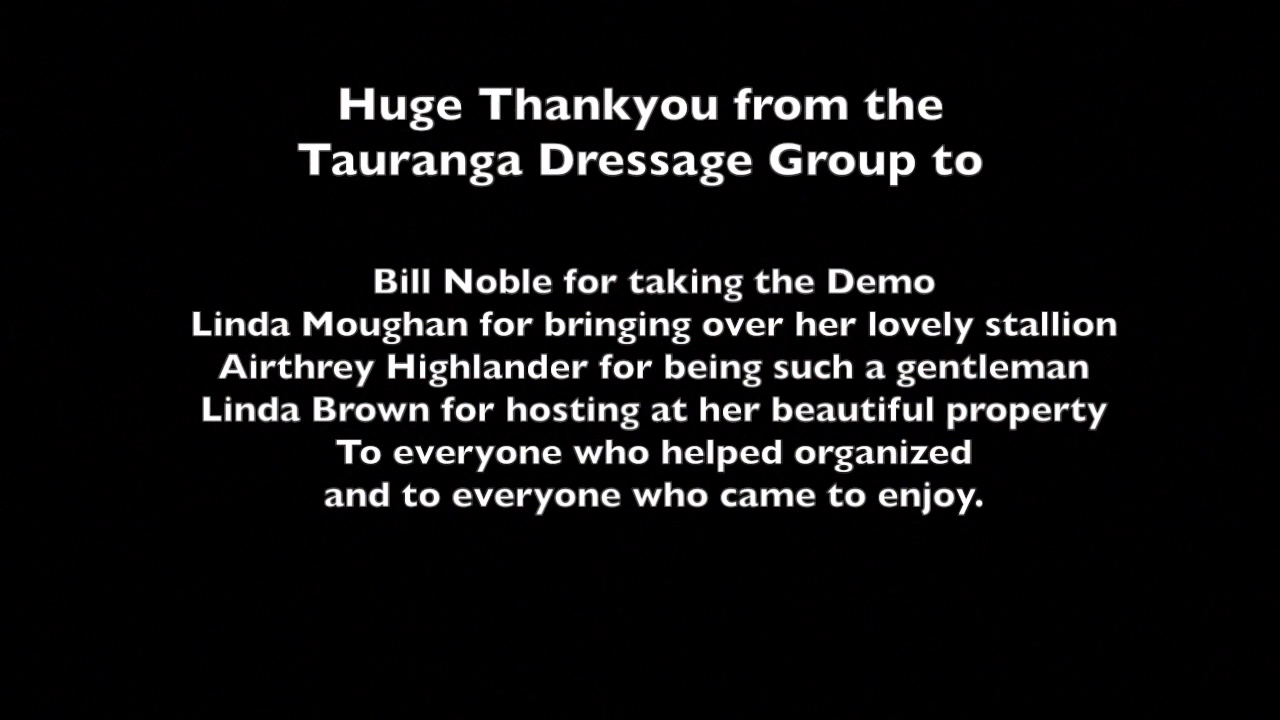 Huge Thankyou from the
Tauranga Dressage Group to
Bill Noble for taking the Demo
Linda Moughan for bringing over her lovely stallion
Airthrey Highlander for being such a gentleman
Linda Brown for hosting at her beautiful property
To everyone who helped organized
and to everyone who came to enjoy.